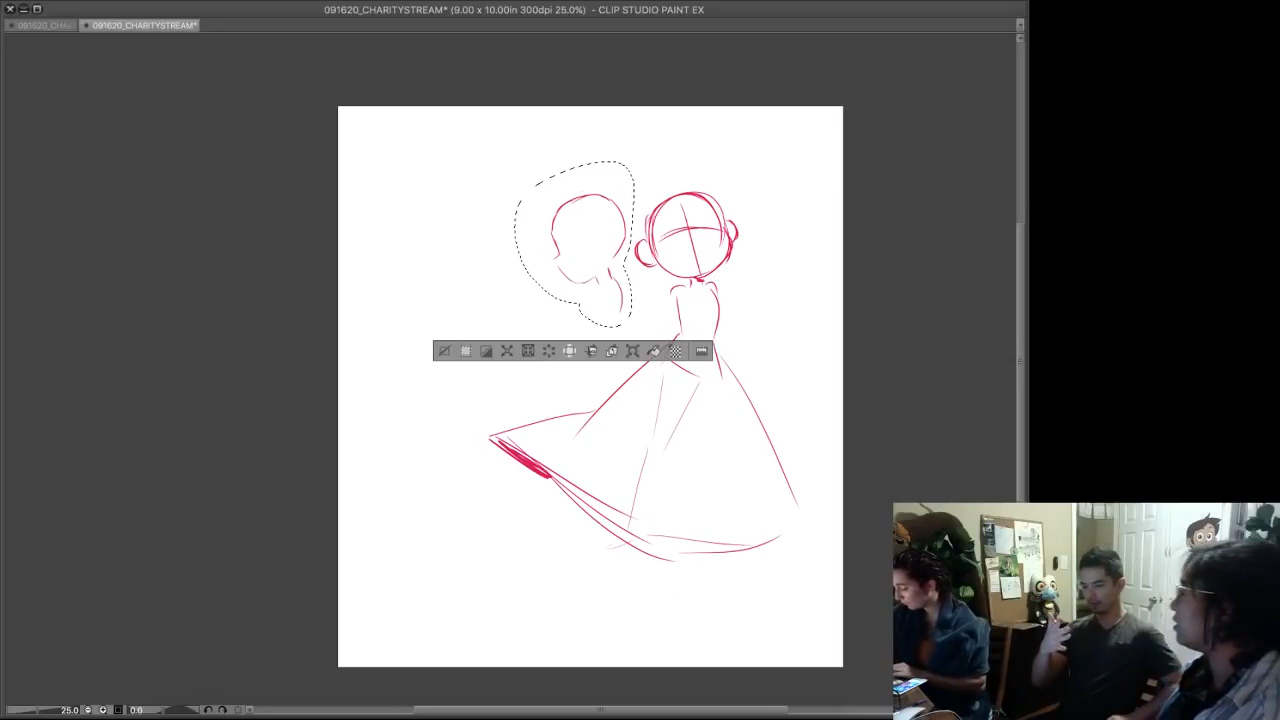 091620_CHARITYSTREAM* (9.00 x 10.00in 300dpi 25.0%) - CLIP STUDIO PAINT EX
091620_CHARITYSTREAM*
25.0
0.0